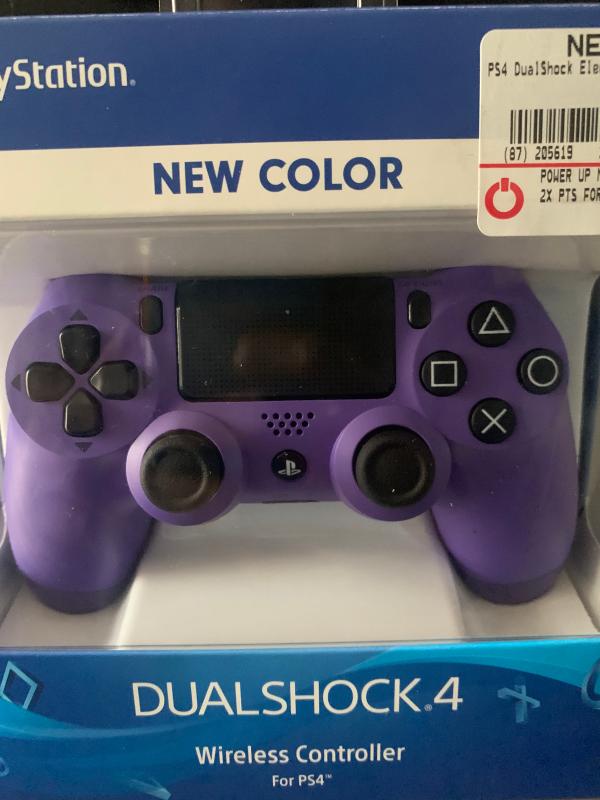 yStation.
NE
PS4 DualShock Ele
(87) 205619
POWER UP
2X PTS FOR
NEW COLOR
DUALSHOCK®4
Wireless Controller
For PS4™